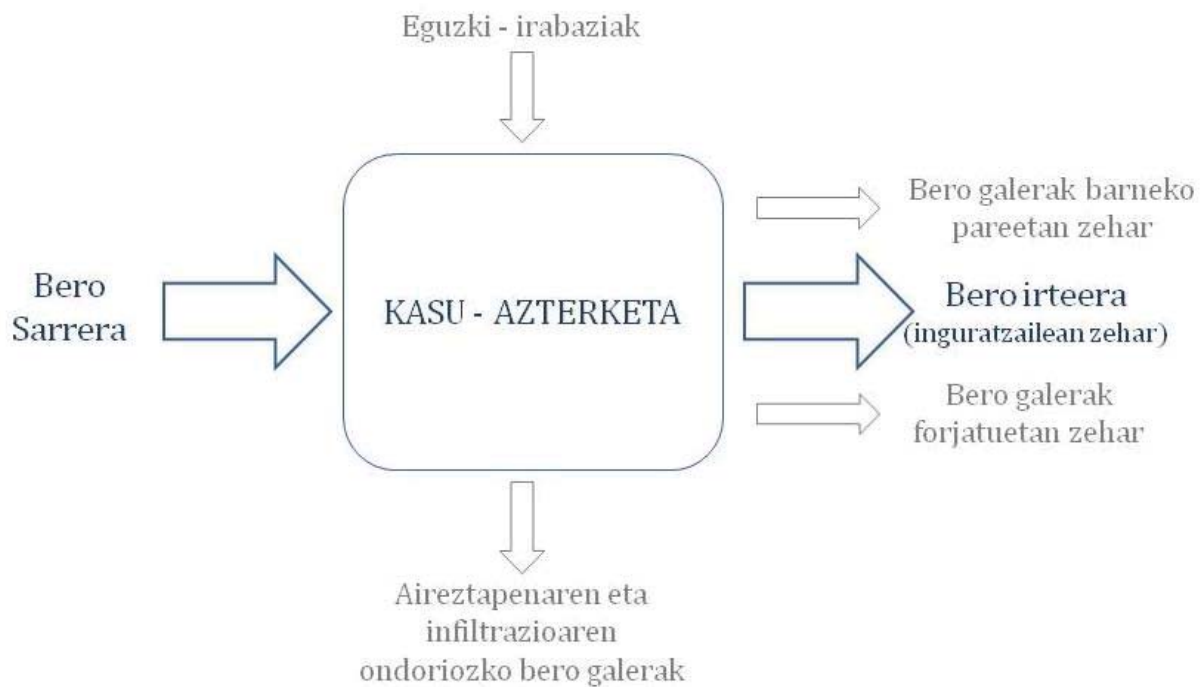 Eguzki - irabaziak
Bero
Sarrera
KASU - AZTERKETA
Bero galerak barneko
pareetan zehar
Bero irteera
(inguratzailean zehar)
Bero galerak
forjatuetan zehar
Aireztapenaren eta
infiltrazioaren
ondoriozko bero galerak